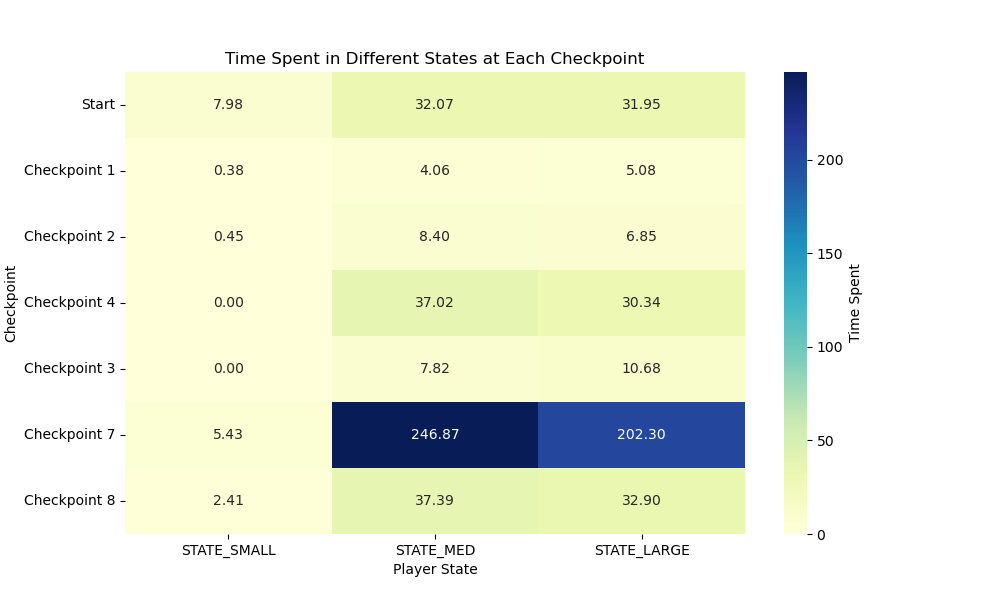 Time Spent in Different States at Each Checkpoint
Checkpoint
Start 7.98 32.07 31.95
Checkpoint 1 0.38 4.06 5.08
Checkpoint 2 0.45 8.40 6.85
Checkpoint 4 0.00 37.02 30.34
Checkpoint 3 0.00 7.82 10.68
Checkpoint 7 5.43 246.87 202.30
Checkpoint 8 2.41 37.39 32.90
STATE_SMALL STATE_MED STATE_LARGE
Player State
200
150
100
50
0
Time Spent